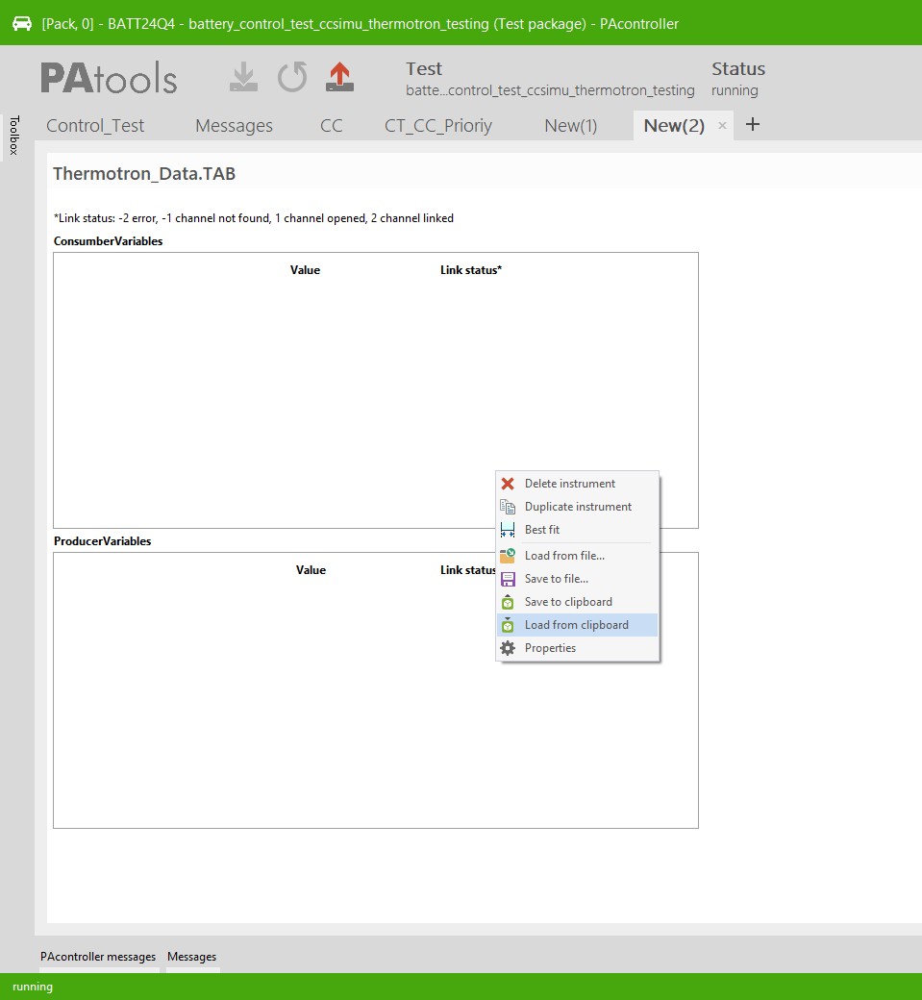 [Pack, 0] - BATT24Q4 - battery_control_test_ccsimu_thermotron_testing (Test package) - PAcontroller
PAtools
Test
batte...control_test_ccsimu_thermotron_testing
Status
running
Toolbox
Control_Test
Messages
CC
CT_CC_Prioriy
New(1)
New(2) ×
+
Thermotron_Data.TAB
*Link status: -2 error, -1 channel not found, 1 channel opened, 2 channel linked
ConsumberVariables
Value
Link status*
ProducerVariables
Value
Link status
Delete instrument
Duplicate instrument
Best fit
Load from file...
Save to file...
Save to clipboard
Load from clipboard
Properties
PAcontroller messages
Messages
running